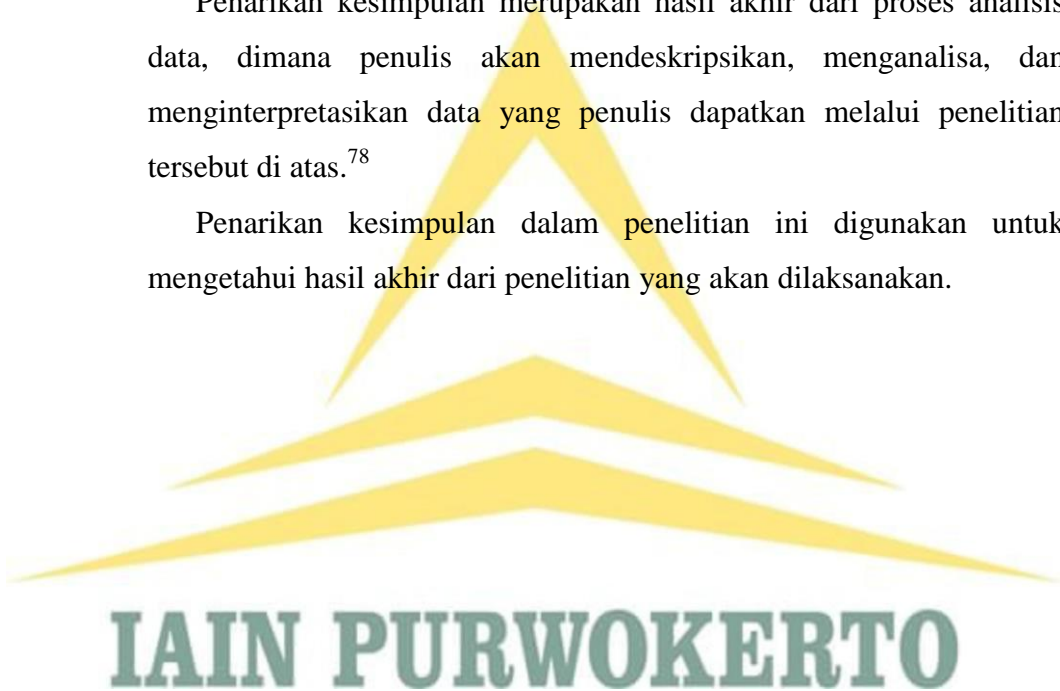 Penarikan kesimpulan merupakan hasil akhir dari proses analisis
data, dimana penulis akan mendeskripsikan, menganalisa, dan
menginterpretasikan data yang penulis dapatkan melalui penelitian
tersebut di atas.78
Penarikan kesimpulan dalam penelitian ini digunakan untuk
mengetahui hasil akhir dari penelitian yang akan dilaksanakan.
IAIN PURWOKERTO